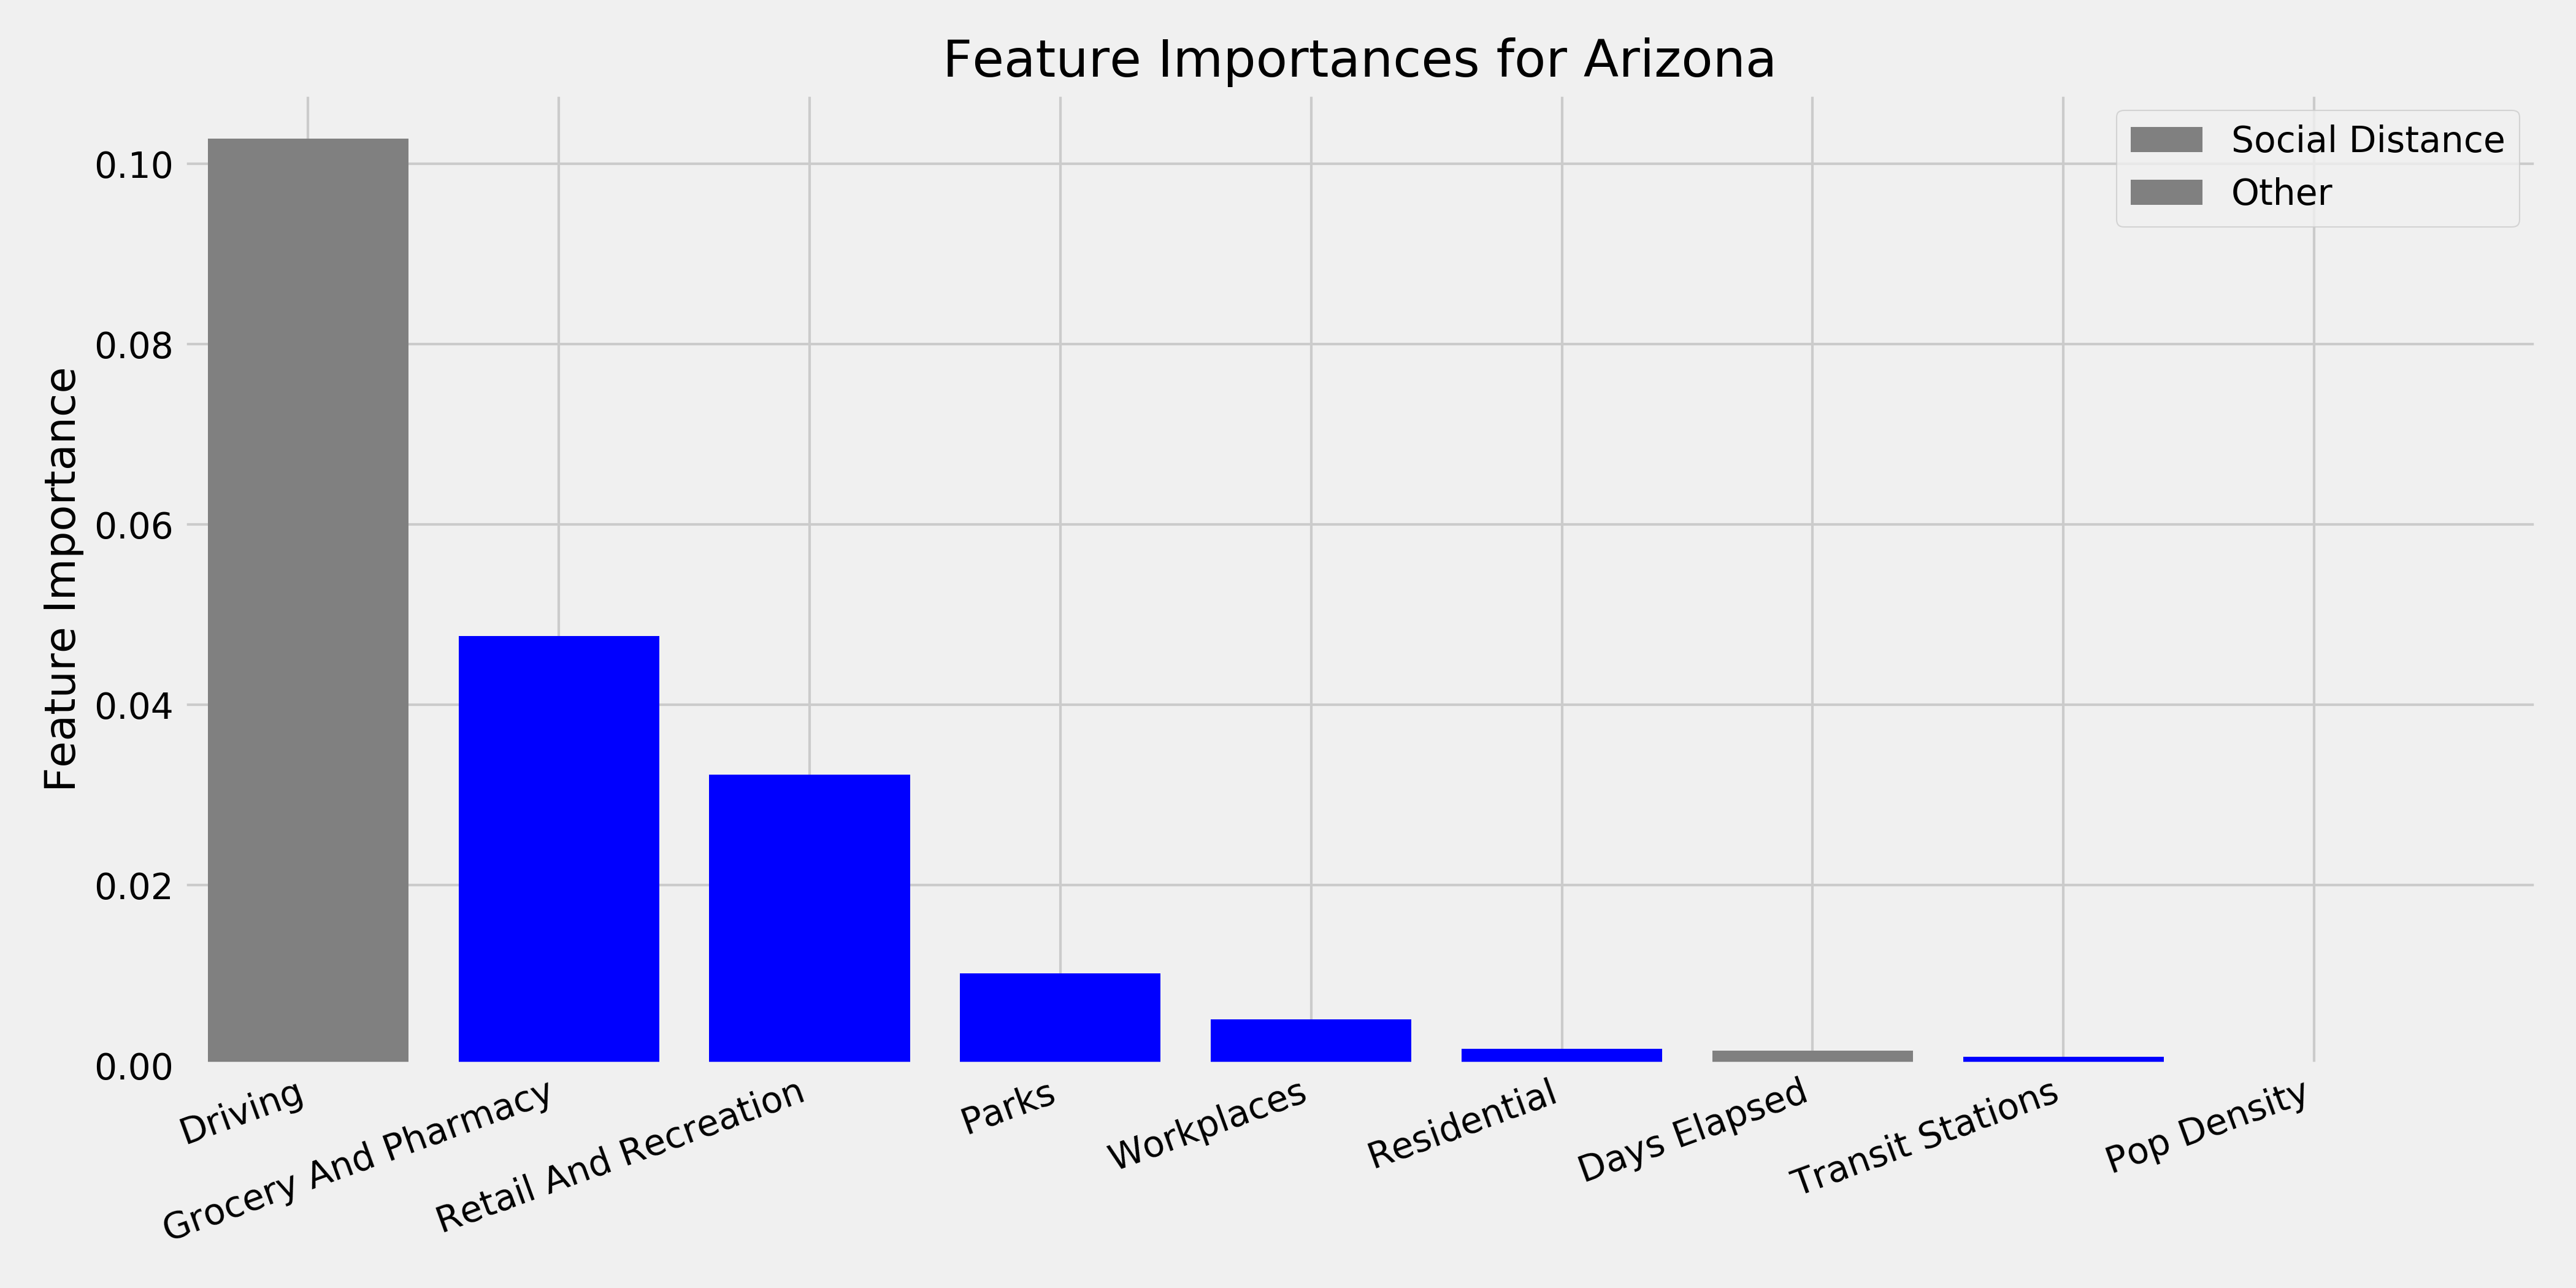 Feature Importances for Arizona
Social Distance
Other
Feature Importance
0.10
0.08
0.06
0.04
0.02
0.00
Driving
Grocery And Pharmacy
Retail And Recreation
Parks
Workplaces
Residential
Days Elapsed
Transit Stations
Pop Density